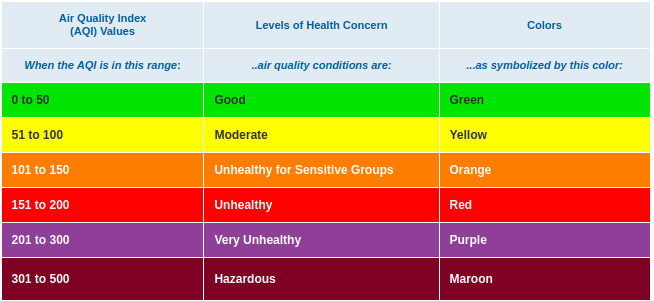 Air Quality Index
(AQI) Values
Levels of Health Concern
Colors
When the AQI is in this range:
..air quality conditions are:
...as symbolized by this color:
0 to 50
Good
Green
51 to 100
Moderate
Yellow
101 to 150
Unhealthy for Sensitive Groups
Orange
151 to 200
Unhealthy
Red
201 to 300
Very Unhealthy
Purple
301 to 500
Hazardous
Maroon